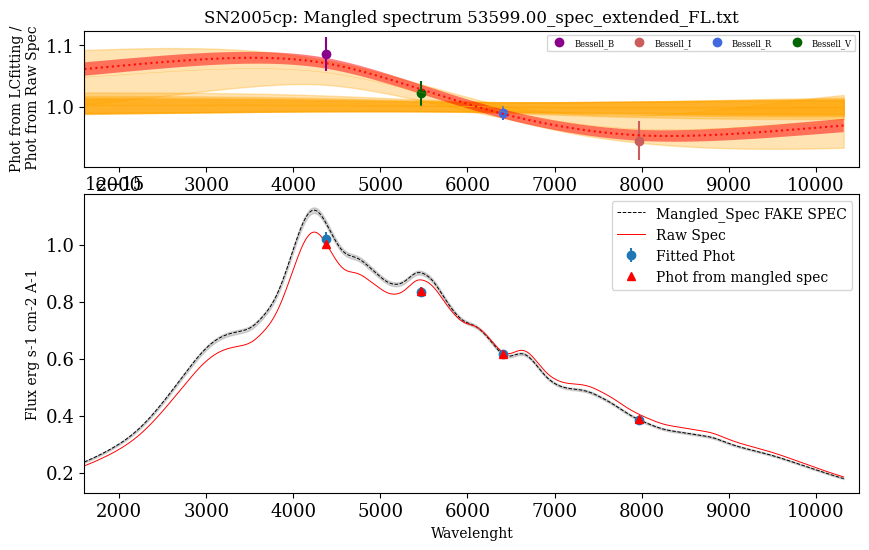 SN2005cp: Mangled spectrum 53599.00_spec_extended_FL.txt
Phot from LCfitting /
Phot from Raw Spec
1.1
1.0
Bessell_B
Bessell_I
Bessell_R
Bessell_V
2000 3000 4000 5000 6000 7000 8000 9000 10000
1e−15
Flux erg s-1 cm-2 A-1
1.0
0.8
0.6
0.4
0.2
Mangled_Spec FAKE SPEC
Raw Spec
Fitted Phot
Phot from mangled spec
2000 3000 4000 5000 6000 7000 8000 9000 10000
Wavelenght